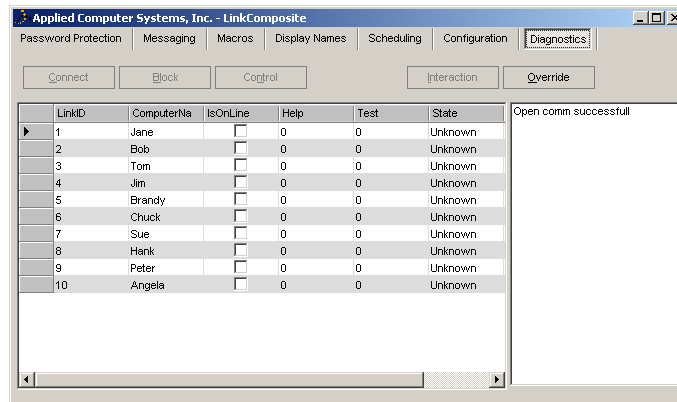 Applied Computer Systems, Inc. - LinkComposite
Password Protection Messaging Macros Display Names Scheduling Configuration Diagnostics
Connect Block Control Interaction Override
LinkID ComputerNa IsOnLine Help Test State
1 Jane 0 0 Unknown
2 Bob 0 0 Unknown
3 Tom 0 0 Unknown
4 Jim 0 0 Unknown
5 Brandy 0 0 Unknown
6 Chuck 0 0 Unknown
7 Sue 0 0 Unknown
8 Hank 0 0 Unknown
9 Peter 0 0 Unknown
10 Angela 0 0 Unknown
Open comm successfull